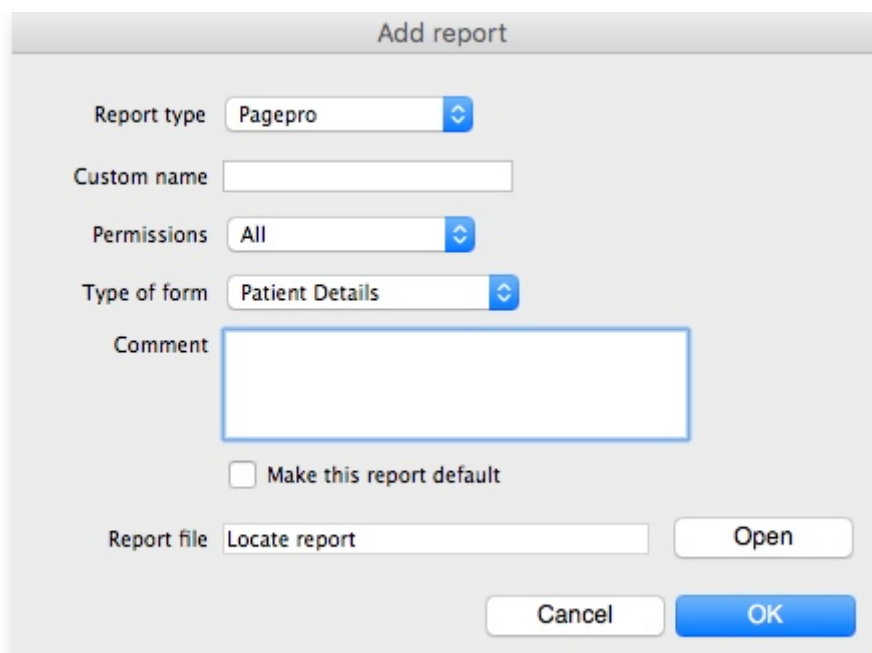 Add report
Report type Pagepro
Custom name
Permissions All
Type of form Patient Details
Comment
Make this report default
Report file Locate report Open
Cancel OK